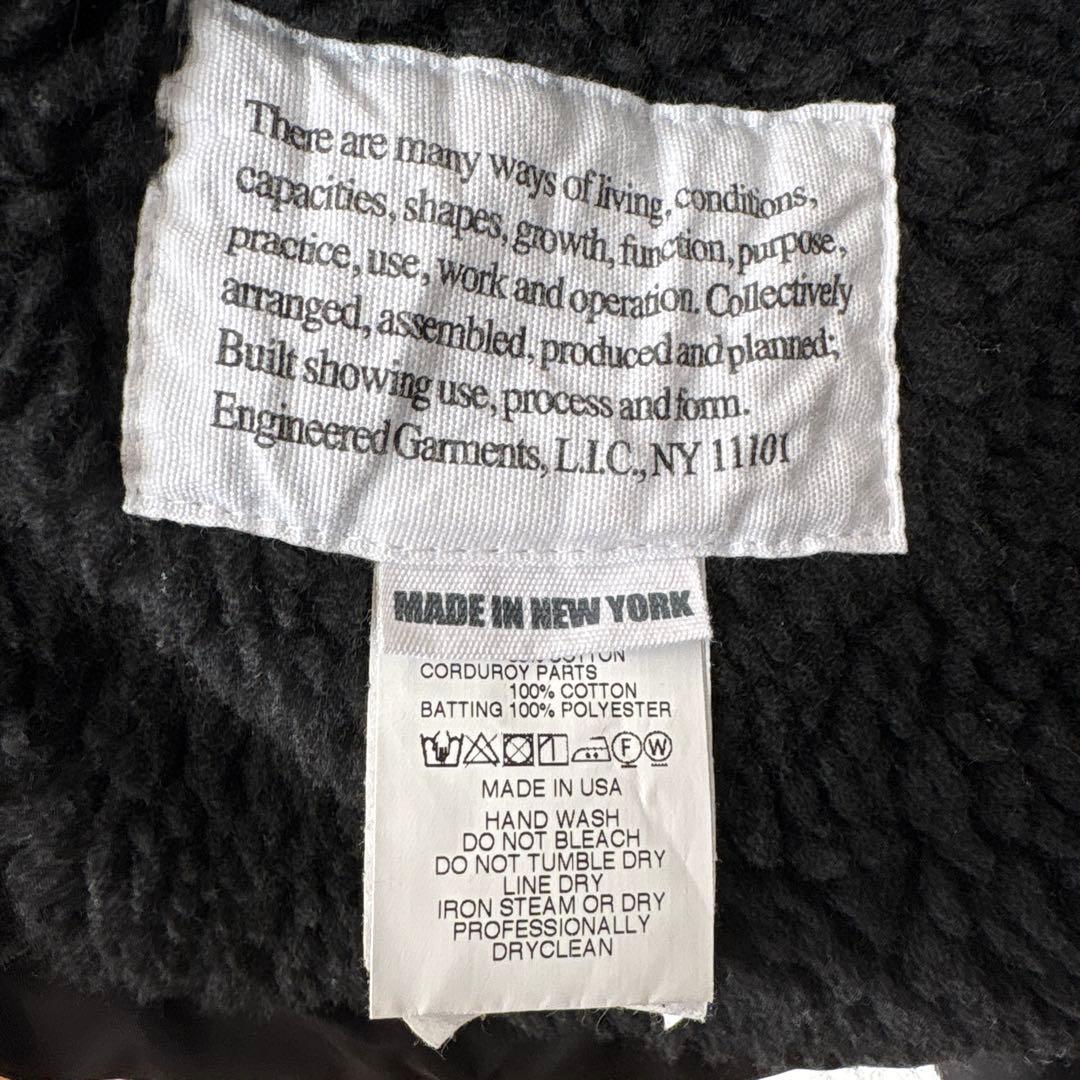 There are many ways of living, conditions,
capacities, shapes, growth, function, purpose,
practice, use, work and operation. Collectively
arranged, assembled, produced and planned;
Built showing use, process and form.
Engineered Garments, L.I.C., NY 11101
MADE IN NEW YORK
COTTON
CORDUROY PARTS
100% COTTON
BATTING 100% POLYESTER
F W
MADE IN USA
HAND WASH
DO NOT BLEACH
DO NOT TUMBLE DRY
LINE DRY
IRON STEAM OR DRY
PROFESSIONALLY
DRYCLEAN